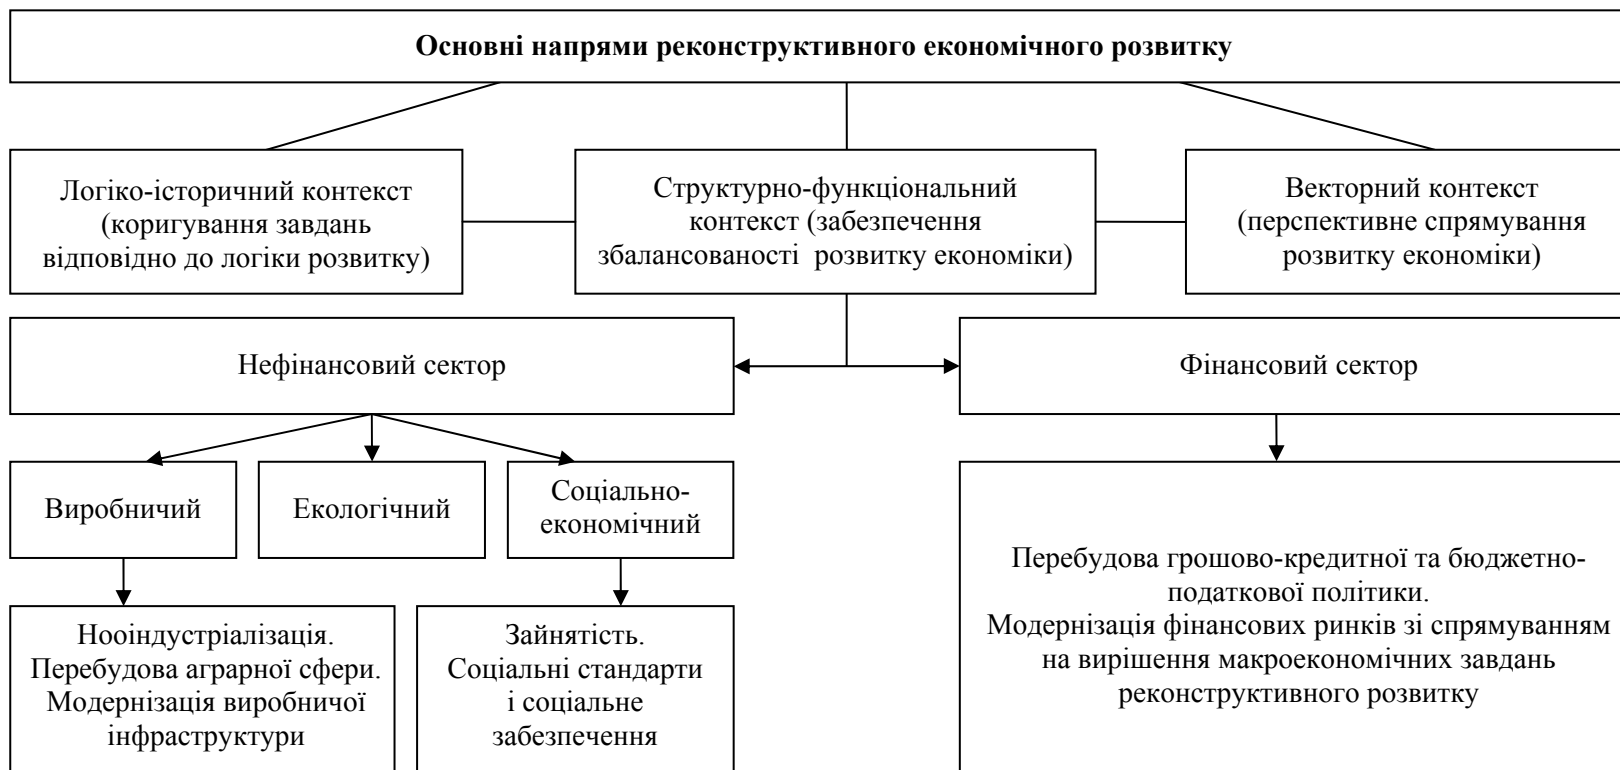 Основні напрями реконструктивного економічного розвитку
Логіко-історичний контекст
(коригування завдань
відповідно до логіки розвитку)
Структурно-функціональний
контекст (забезпечення
збалансованості розвитку економіки)
Векторний контекст
(перспективне спрямування
розвитку економіки)
Нефінансовий сектор
Фінансовий сектор
Виробничий
Екологічний
Соціально-
економічний
Нооіндустріалізація.
Перебудова аграрної сфери.
Модернізація виробничої
інфраструктури
Зайнятість.
Соціальні стандарти
і соціальне
забезпечення
Перебудова грошово-кредитної та бюджетно-
податкової політики.
Модернізація фінансових ринків зі спрямуванням
на вирішення макроекономічних завдань
реконструктивного розвитку